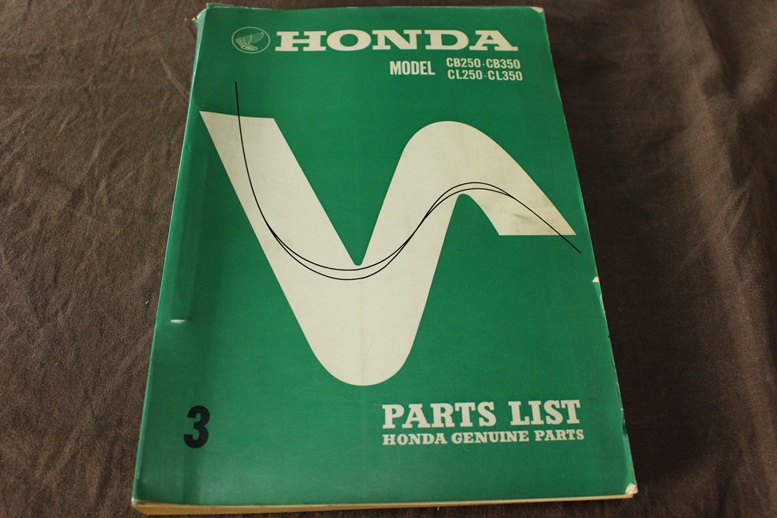 HONDA
MODEL CB250·CB350
CL250·CL350
3
PARTS LIST
HONDA GENUINE PARTS